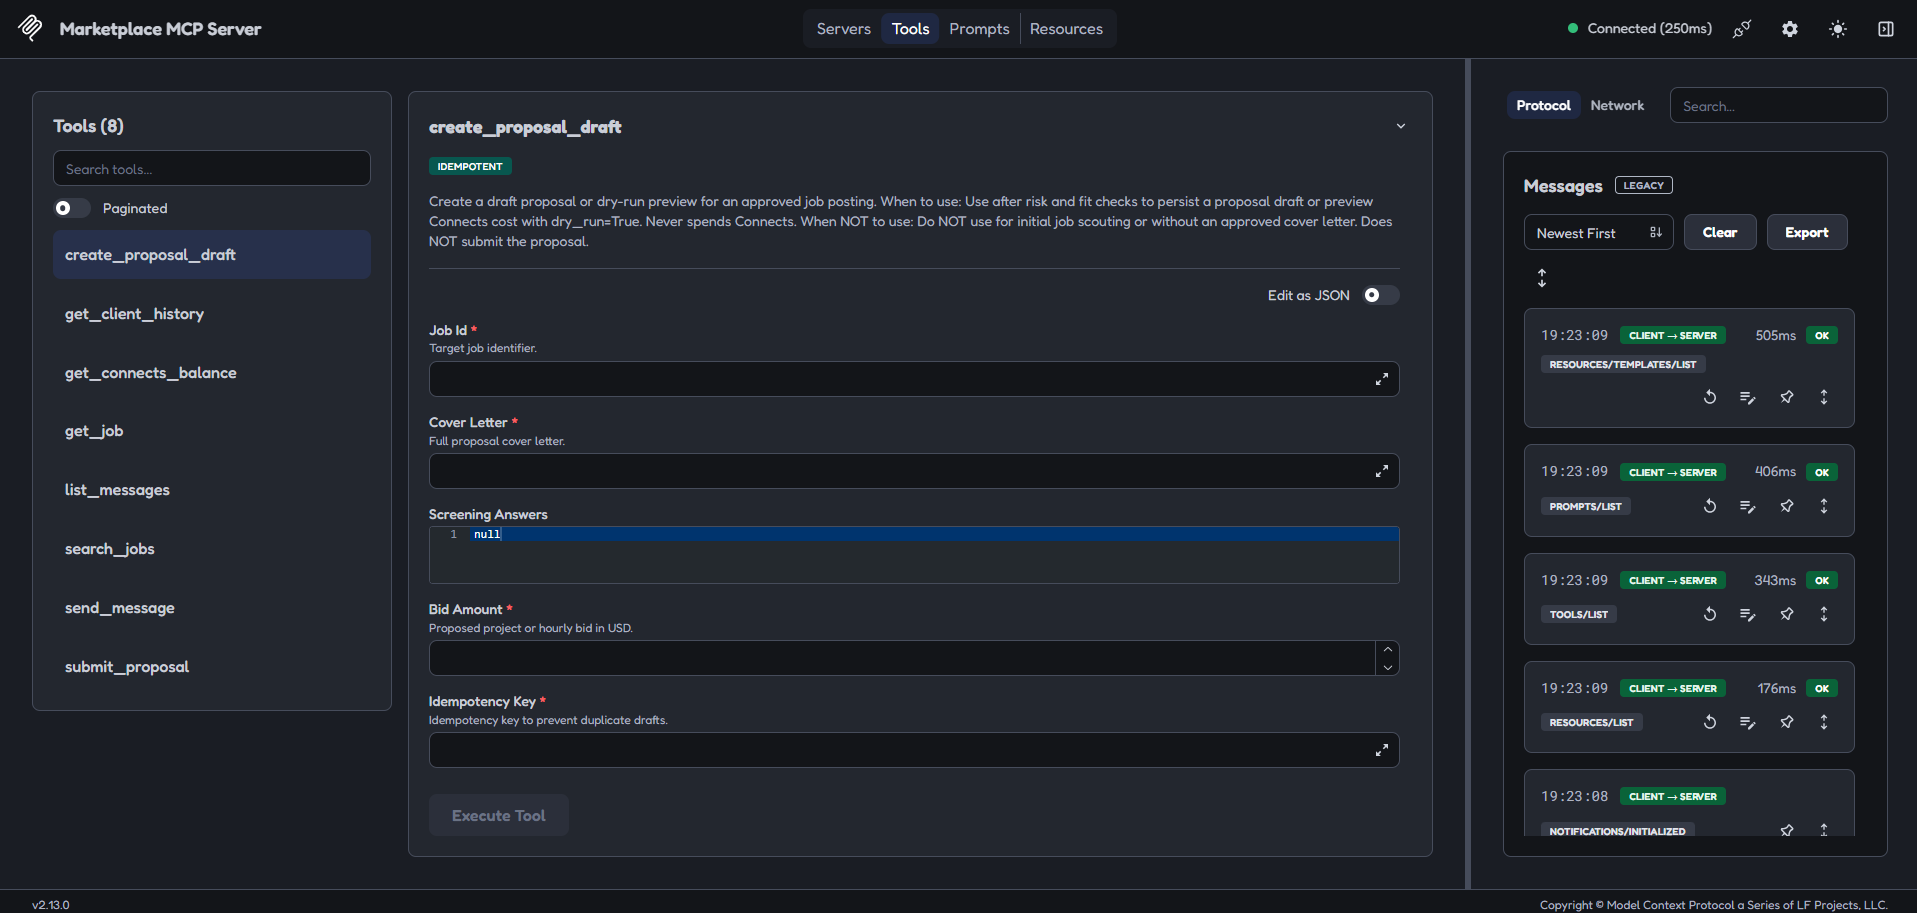 Marketplace MCP Server
Servers
Tools
Prompts
Resources
Connected (250ms)
Tools (8)
Search tools...
Paginated
create_proposal_draft
get_client_history
get_connects_balance
get_job
list_messages
search_jobs
send_message
submit_proposal
create_proposal_draft
IDEMPOTENT
Create a draft proposal or dry-run preview for an approved job posting. When to use: Use after risk and fit checks to persist a proposal draft or preview
Connects cost with dry_run=True. Never spends Connects. When NOT to use: Do NOT use for initial job scouting or without an approved cover letter. Does
NOT submit the proposal.
Edit as JSON
Job Id *
Target job identifier.
Cover Letter *
Full proposal cover letter.
Screening Answers
1 null
Bid Amount *
Proposed project or hourly bid in USD.
Idempotency Key *
Idempotency key to prevent duplicate drafts.
Execute Tool
Protocol
Network
Search...
Messages LEGACY
Newest First
Clear
Export
19:23:09 CLIENT → SERVER 505ms OK
RESOURCES/TEMPLATES/LIST
19:23:09 CLIENT → SERVER 406ms OK
PROMPTS/LIST
19:23:09 CLIENT → SERVER 343ms OK
TOOLS/LIST
19:23:09 CLIENT → SERVER 176ms OK
RESOURCES/LIST
19:23:08 CLIENT → SERVER
NOTIFICATIONS/INITIALIZED
v2.13.0
Copyright © Model Context Protocol a Series of LF Projects, LLC.